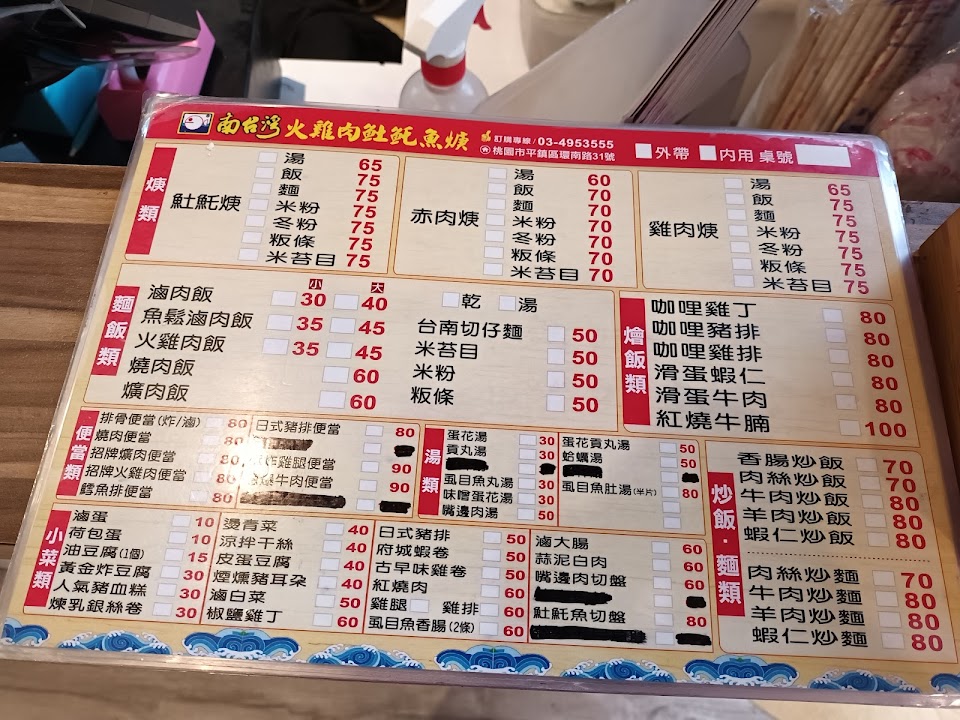 南台灣火雞肉𩵚魠魚焿
訂購專線/03-4953555
桃園市平鎮區環南路31號
外帶 內用 桌號
焿類
𩵚魠焿
湯 65
飯 75
麵 75
米粉 75
冬粉 75
粄條 75
米苔目 75
赤肉焿
湯 60
飯 70
麵 70
米粉 70
冬粉 70
粄條 70
米苔目 70
雞肉焿
湯 65
飯 75
麵 75
米粉 75
冬粉 75
粄條 75
米苔目 75
麵飯類
小 大
滷肉飯 30 40
魚鬆滷肉飯 35 45
火雞肉飯 35 45
燒肉飯 60
爌肉飯 60
乾 湯
台南切仔麵 50
米苔目 50
米粉 50
粄條 50
燴飯類
咖哩雞丁 80
咖哩豬排 80
咖哩雞排 80
滑蛋蝦仁 80
滑蛋牛肉 80
紅燒牛腩 100
便當類
排骨便當(炸/滷) 80
燒肉便當 80
招牌爌肉便當 80
招牌火雞肉便當 80
鱈魚排便當 80
日式豬排便當 80
炸雞腿便當 90
牛肉便當 90
湯類
蛋花湯 30
貢丸湯 30
虱目魚丸湯 30
味噌蛋花湯 30
嘴邊肉湯 50
蛋花貢丸湯 50
蛤蠣湯 50
虱目魚肚湯(半片) 80
炒飯．麵類
香腸炒飯 70
肉絲炒飯 70
牛肉炒飯 80
羊肉炒飯 80
蝦仁炒飯 80
肉絲炒麵 70
牛肉炒麵 80
羊肉炒麵 80
蝦仁炒麵 80
小菜類
滷蛋 10
荷包蛋 10
油豆腐(1個) 15
黃金炸豆腐 30
人氣豬血糕 30
煉乳銀絲卷 30
燙青菜 40
涼拌干絲 40
皮蛋豆腐 40
煙燻豬耳朶 40
滷白菜 50
椒鹽雞丁 60
日式豬排 50
府城蝦卷 50
古早味雞卷 50
紅燒肉 60
雞腿 雞排 60
虱目魚香腸(2條) 60
滷大腸 60
蒜泥白肉 60
嘴邊肉切盤 60
𩵚魠魚切盤 80